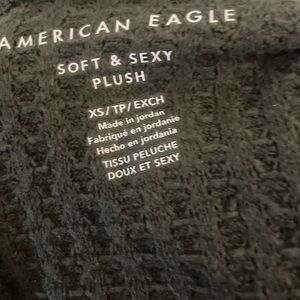 AMERICAN EAGLE
SOFT & SEXY
PLUSH
XS/TP/EXCH
Made in jordan
Fabriqué en jordanie
Hecho en jordania
TISSU PELUCHE
DOUX ET SEXY